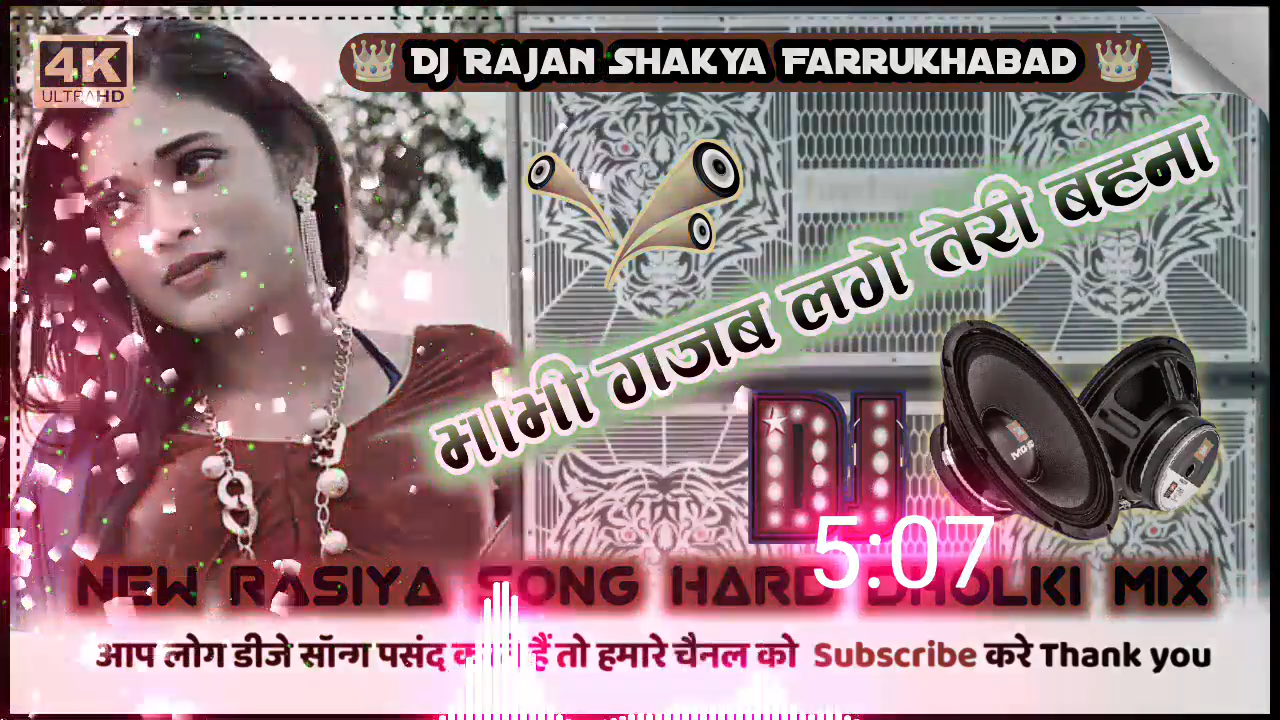 4K
ULTRA HD
👑 DJ RAJAN SHAKYA FARRUKHABAD 👑
मामी गजब लगे तेरी बहना
DJ
5:07
NEW RASIYA SONG HARD DHOLKI MIX
आप लोग डीजे सॉन्ग पसंद हैं तो हमारे चैनल को Subscribe करे Thank you